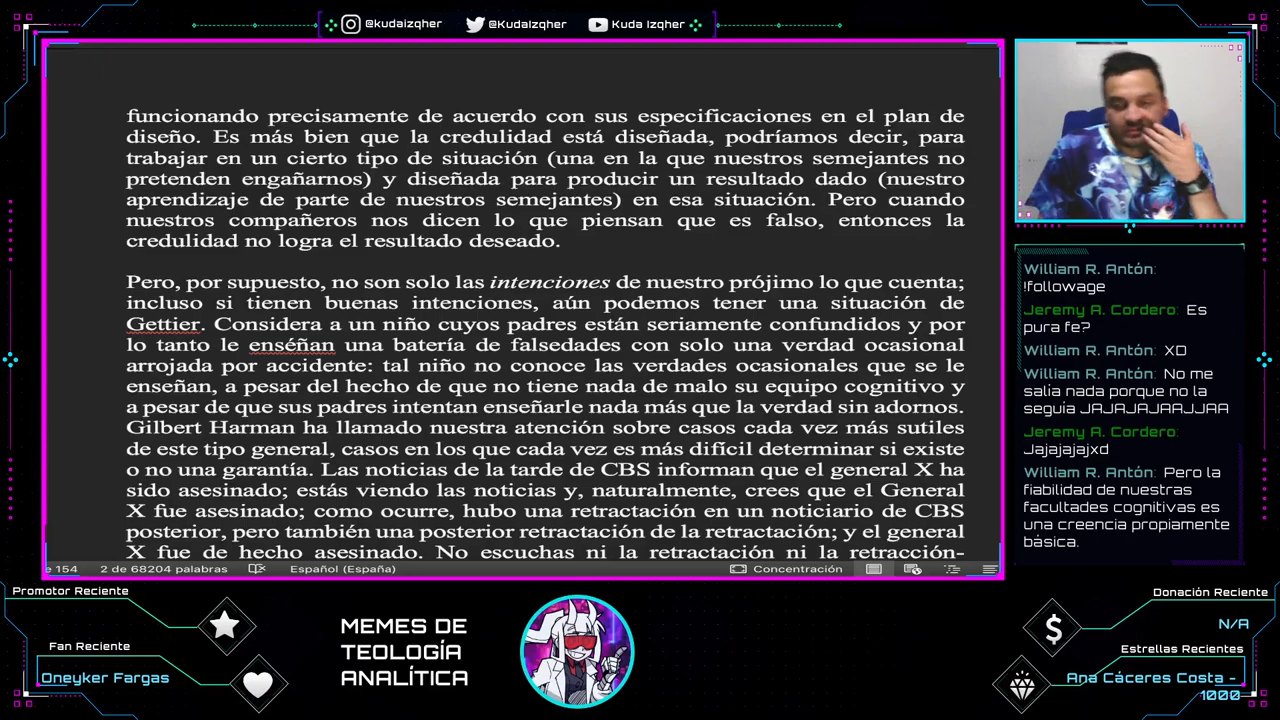 @kudaizqher
@Kudaizqher
Kuda Izqher
funcionando precisamente de acuerdo con sus especificaciones en el plan de
diseño. Es más bien que la credulidad está diseñada, podríamos decir, para
trabajar en un cierto tipo de situación (una en la que nuestros semejantes no
pretenden engañarnos) y diseñada para producir un resultado dado (nuestro
aprendizaje de parte de nuestros semejantes) en esa situación. Pero cuando
nuestros compañeros nos dicen lo que piensan que es falso, entonces la
credulidad no logra el resultado deseado.
Pero, por supuesto, no son solo las intenciones de nuestro prójimo lo que cuenta;
incluso si tienen buenas intenciones, aún podemos tener una situación de
Gettier. Considera a un niño cuyos padres están seriamente confundidos y por
lo tanto le enséñan una batería de falsedades con solo una verdad ocasional
arrojada por accidente: tal niño no conoce las verdades ocasionales que se le
enseñan, a pesar del hecho de que no tiene nada de malo su equipo cognitivo y
a pesar de que sus padres intentan enseñarle nada más que la verdad sin adornos.
Gilbert Harman ha llamado nuestra atención sobre casos cada vez más sutiles
de este tipo general, casos en los que cada vez es más difícil determinar si existe
o no una garantía. Las noticias de la tarde de CBS informan que el general X ha
sido asesinado; estás viendo las noticias y, naturalmente, crees que el General
X fue asesinado; como ocurre, hubo una retractación en un noticiario de CBS
posterior, pero también una posterior retractación de la retractación; y el general
X fue de hecho asesinado. No escuchas ni la retractación ni la retracción-
e 154
2 de 68204 palabras
Español (España)
Concentración
William R. Antón:
!followage
Jeremy A. Cordero: Es
pura fe?
William R. Antón: XD
William R. Antón: No me
salia nada porque no la
seguia JAJAJAJAAJJAA
Jeremy A. Cordero:
Jajajajajxd
William R. Antón: Pero la
fiabilidad de nuestras
facultades cognitivas es
una creencia propiamente
básica.
Promotor Reciente
Fan Reciente
Oneyker Fargas
MEMES DE
TEOLOGÍA
ANALÍTICA
Donación Reciente
N/A
Estrellas Recientes
Ana Cáceres Costa -
1000